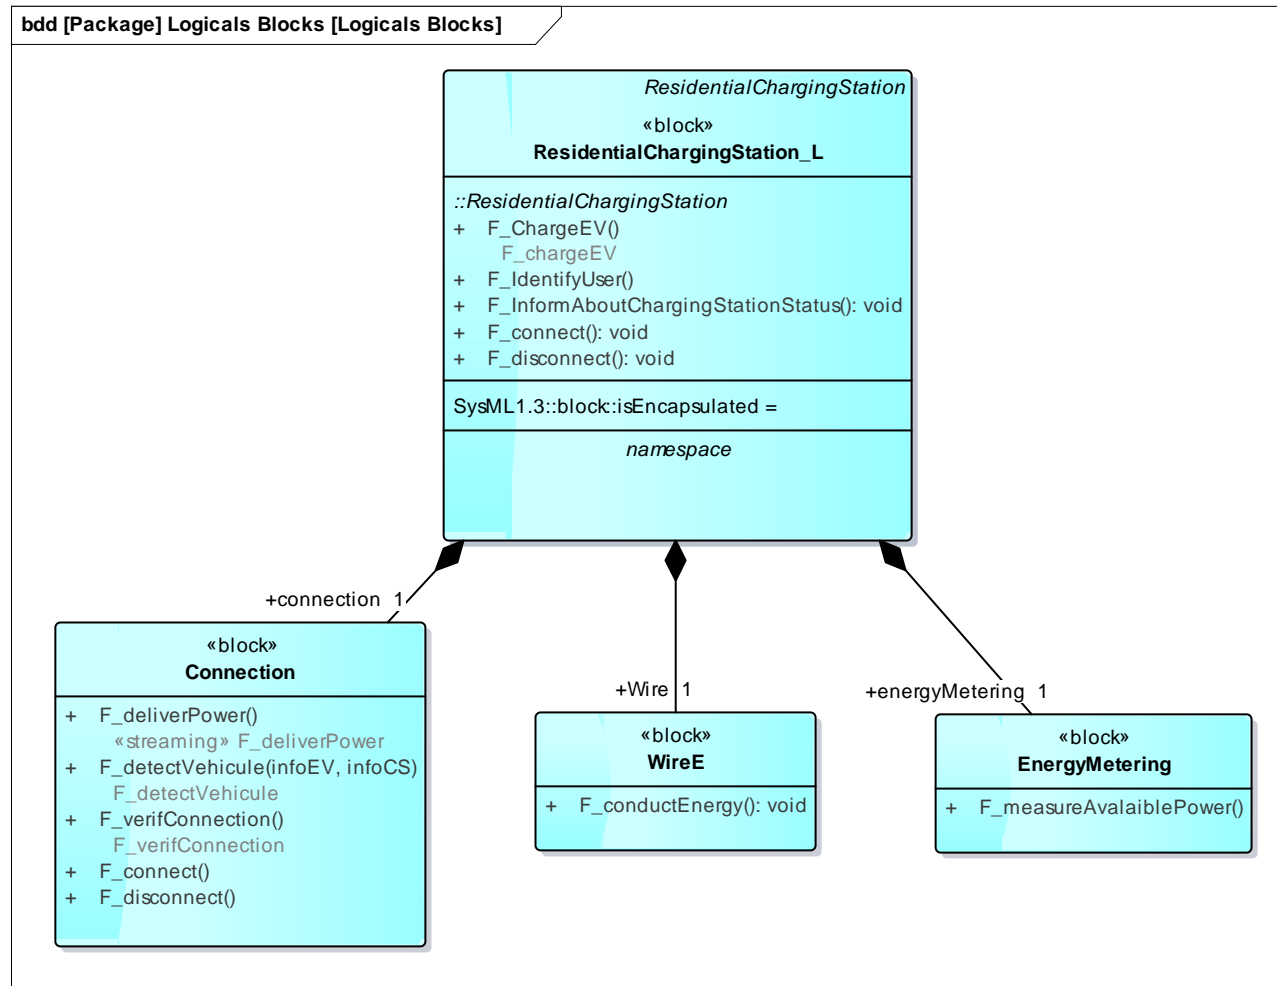 bdd [Package] Logicals Blocks [Logicals Blocks]
ResidentialChargingStation
«block»
ResidentialChargingStation_L
::ResidentialChargingStation
+ F_ChargeEV()
F_chargeEV
+ F_IdentifyUser()
+ F_InformAboutChargingStationStatus(): void
+ F_connect(): void
+ F_disconnect(): void
SysML1.3::block::isEncapsulated =
namespace
+connection 1
«block»
Connection
+ F_deliverPower()
«streaming» F_deliverPower
+ F_detectVehicule(infoEV, infoCS)
F_detectVehicule
+ F_verifConnection()
F_verifConnection
+ F_connect()
+ F_disconnect()
+Wire 1
«block»
WireE
+ F_conductEnergy(): void
+energyMetering 1
«block»
EnergyMetering
+ F_measureAvalaiblePower()